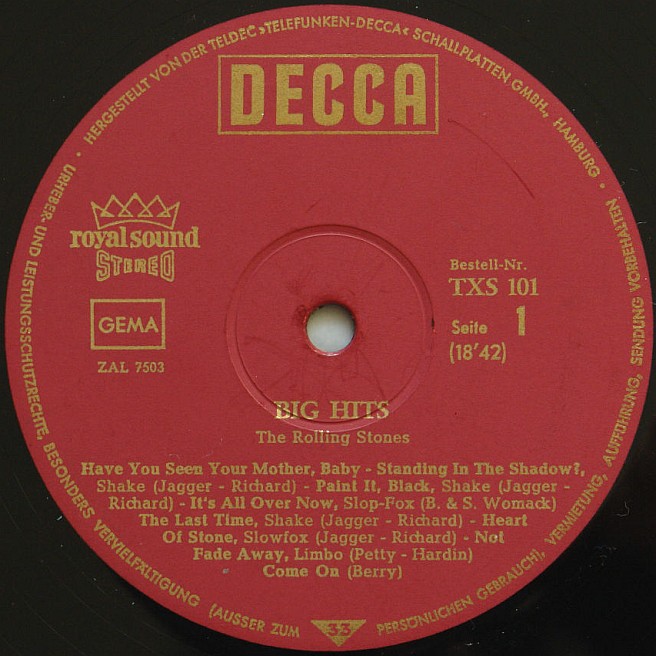 · HERGESTELLT VON DER TELDEC »TELEFUNKEN-DECCA« SCHALLPLATTEN GMBH, HAMBURG ·
URHEBER- UND LEISTUNGSSCHUTZRECHTE, BESONDERS VERVIELFÄLTIGUNG (AUSSER ZUM PERSÖNLICHEN GEBRAUCH), VERMIETUNG, AUFFÜHRUNG, SENDUNG VORBEHALTEN
DECCA
royalsound
STEREO
GEMA
ZAL 7503
Bestell-Nr.
TXS 101
Seite 1
(18'42)
BIG HITS
The Rolling Stones
Have You Seen Your Mother, Baby - Standing In The Shadow?,
Shake (Jagger - Richard) - Paint It, Black, Shake (Jagger -
Richard) - It's All Over Now, Slop-Fox (B. & S. Womack)
The Last Time, Shake (Jagger - Richard) - Heart
Of Stone, Slowfox (Jagger - Richard) - Not
Fade Away, Limbo (Petty - Hardin)
Come On (Berry)
33